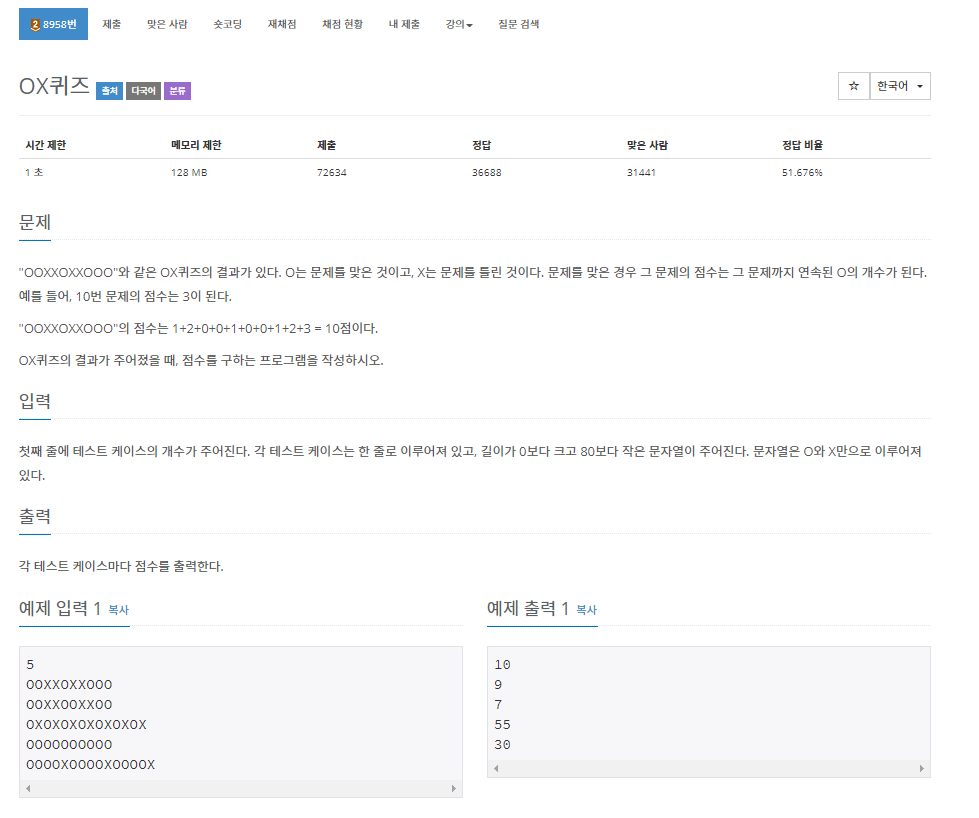 8958번 제출 맞은 사람 숏코딩 재채점 채점 현황 내 제출 강의 질문 검색
OX퀴즈 출처 다국어 분류 ☆ 한국어
시간 제한 메모리 제한 제출 정답 맞은 사람 정답 비율
1 초 128 MB 72634 36688 31441 51.676%
문제
"OOXXOXXOOO"와 같은 OX퀴즈의 결과가 있다. O는 문제를 맞은 것이고, X는 문제를 틀린 것이다. 문제를 맞은 경우 그 문제의 점수는 그 문제까지 연속된 O의 개수가 된다.
예를 들어, 10번 문제의 점수는 3이 된다.
"OOXXOXXOOO"의 점수는 1+2+0+0+1+0+0+1+2+3 = 10점이다.
OX퀴즈의 결과가 주어졌을 때, 점수를 구하는 프로그램을 작성하시오.
입력
첫째 줄에 테스트 케이스의 개수가 주어진다. 각 테스트 케이스는 한 줄로 이루어져 있고, 길이가 0보다 크고 80보다 작은 문자열이 주어진다. 문자열은 O와 X만으로 이루어져
있다.
출력
각 테스트 케이스마다 점수를 출력한다.
예제 입력 1 복사
5
OOXXOXXOOO
OOXXOOXXOO
OXOXOXOXOXOXOX
OOOOOOOOOO
OOOOXOOOOXOOOOX
예제 출력 1 복사
10
9
7
55
30